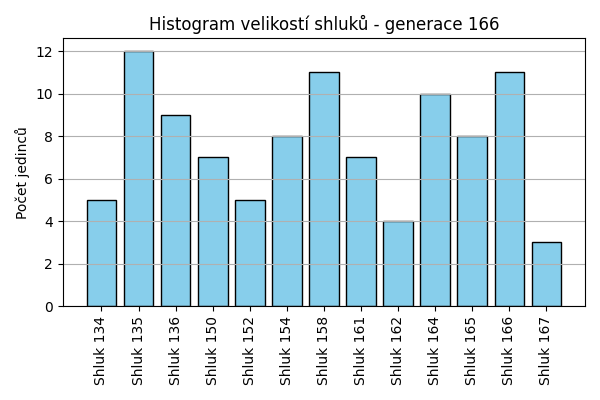 Histogram velikostí shluků - generace 166
Počet jedinců
12
10
8
6
4
2
0
Shluk 134
Shluk 135
Shluk 136
Shluk 150
Shluk 152
Shluk 154
Shluk 158
Shluk 161
Shluk 162
Shluk 164
Shluk 165
Shluk 166
Shluk 167